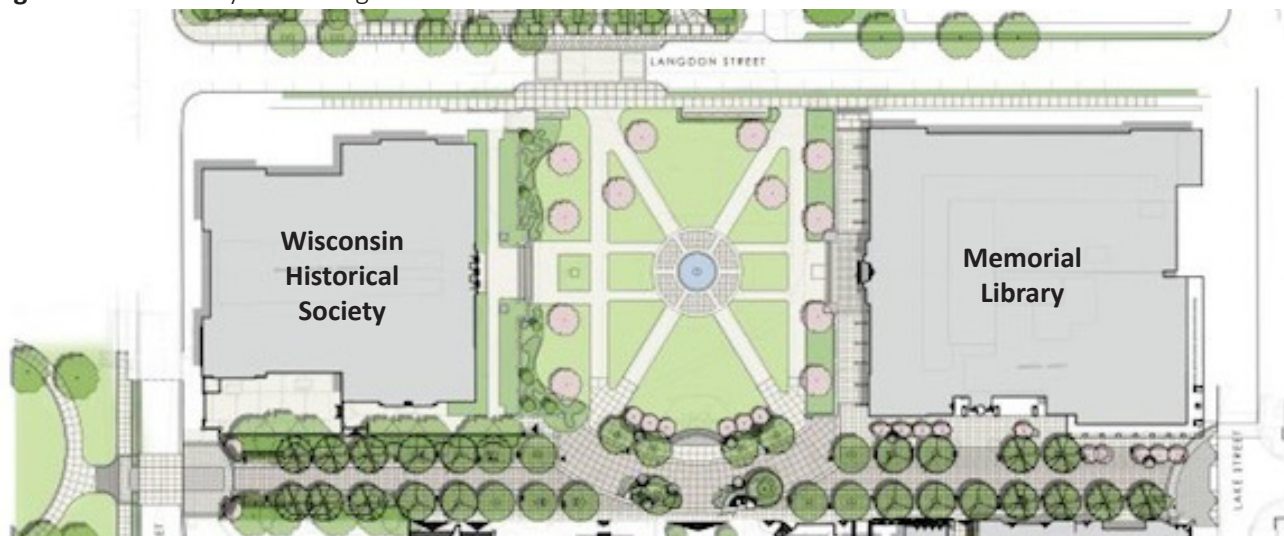 LANGDON STREET
Wisconsin
Historical
Society
Memorial
Library
LAKE STREET